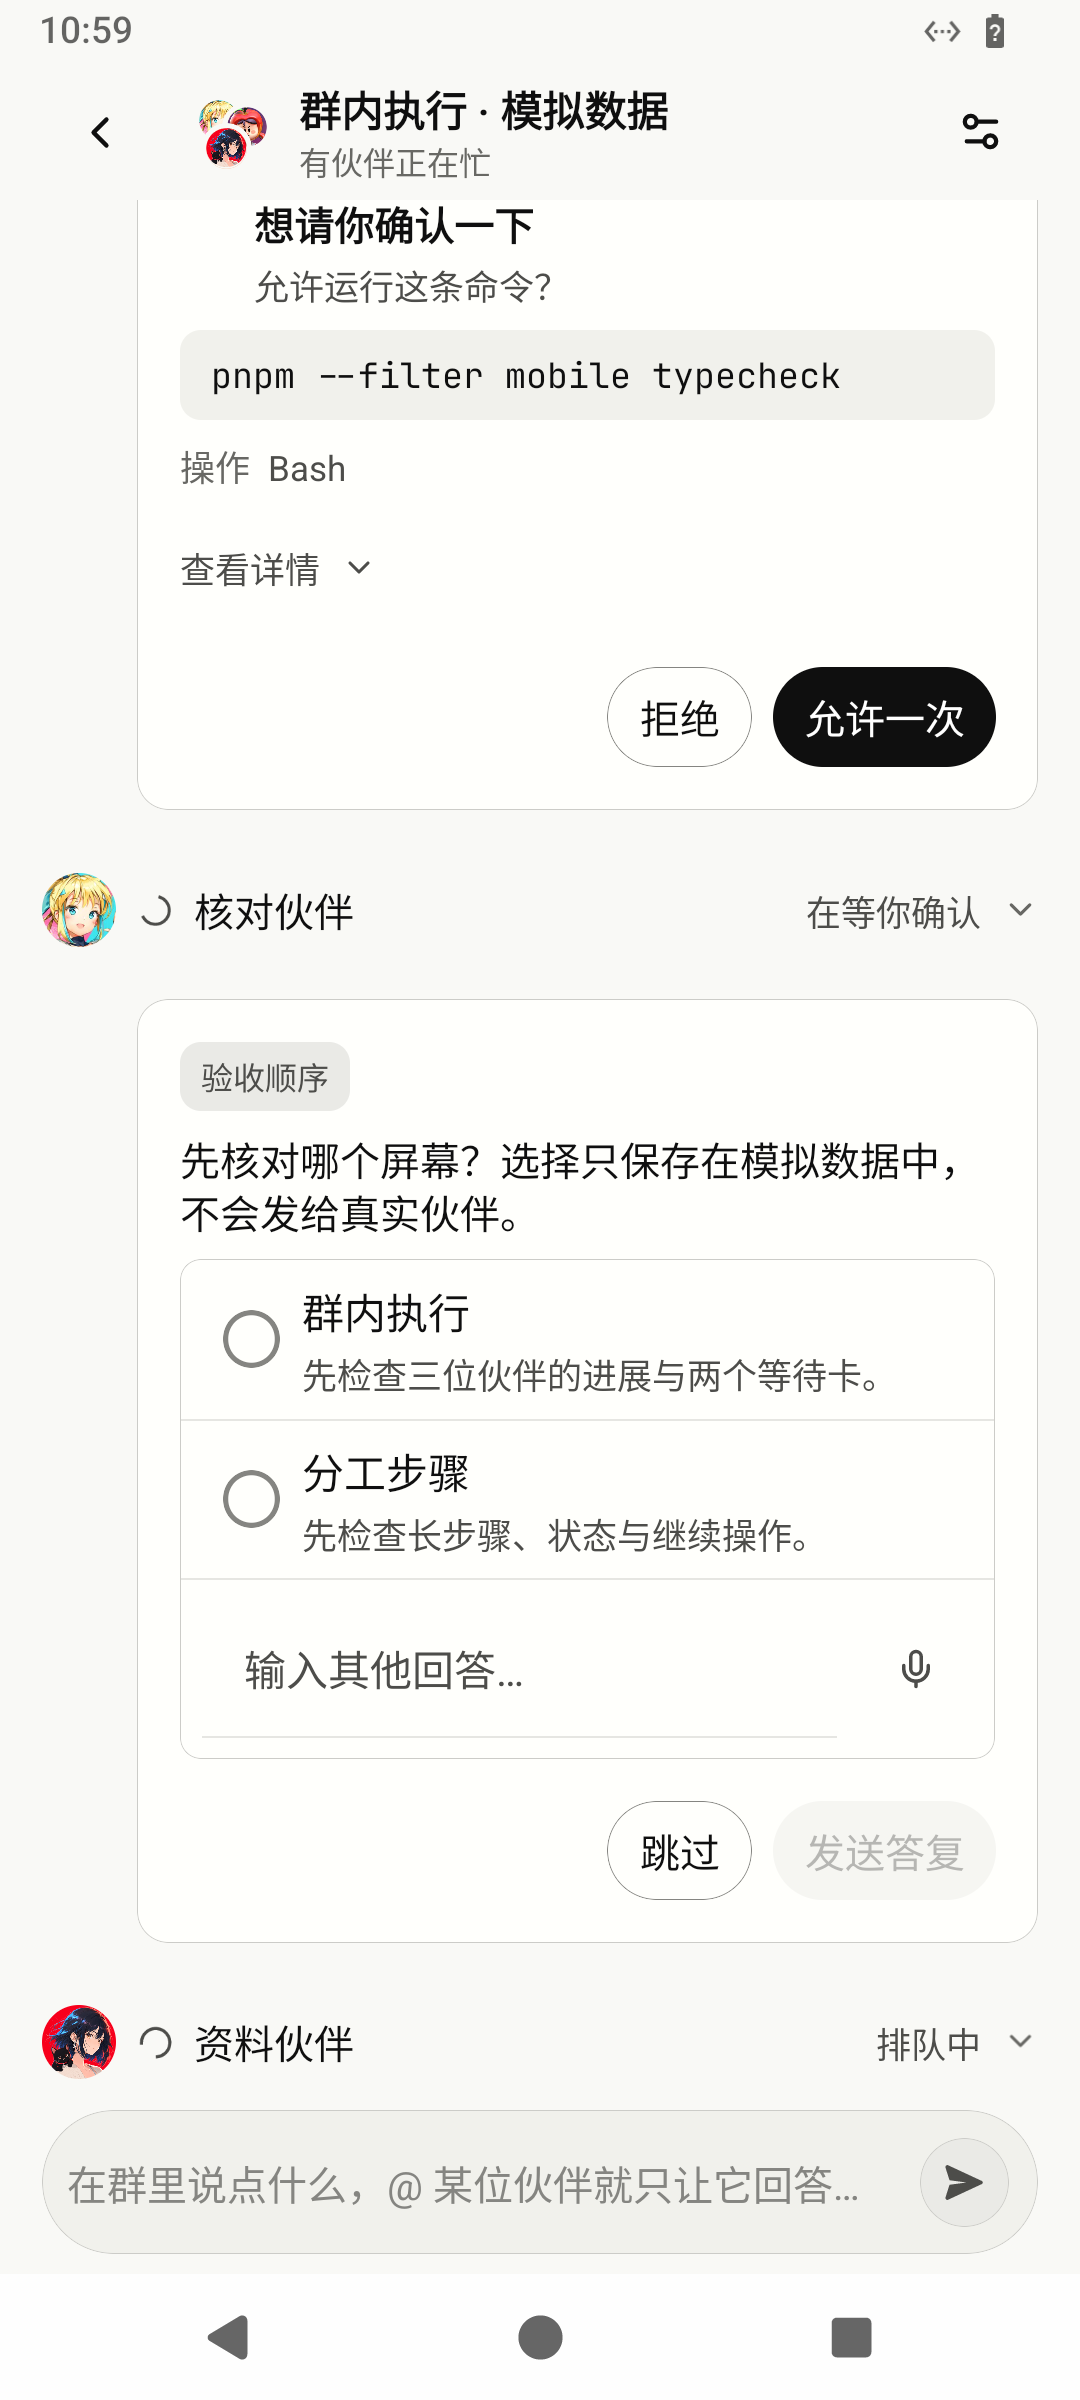 10:59
群内执行 · 模拟数据
有伙伴正在忙
想请你确认一下
允许运行这条命令？
pnpm --filter mobile typecheck
操作 Bash
查看详情
拒绝
允许一次
核对伙伴
在等你确认
验收顺序
先核对哪个屏幕？选择只保存在模拟数据中，
不会发给真实伙伴。
群内执行
先检查三位伙伴的进展与两个等待卡。
分工步骤
先检查长步骤、状态与继续操作。
输入其他回答...
跳过
发送答复
资料伙伴
排队中
在群里说点什么，@ 某位伙伴就只让它回答...